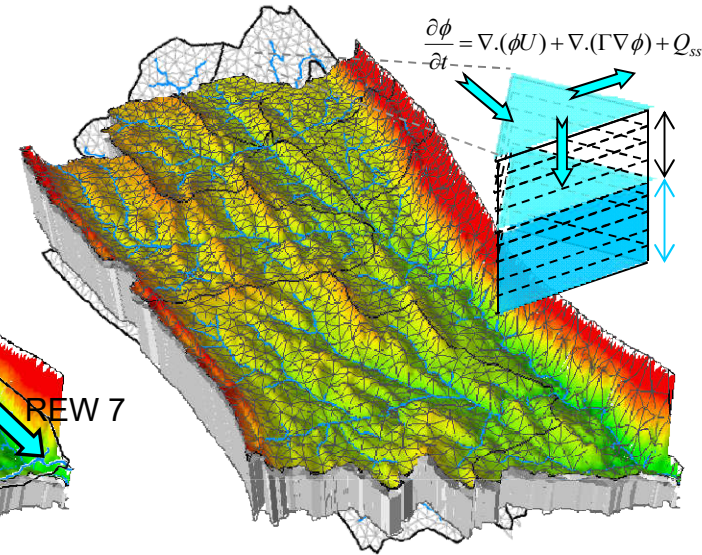 ∂ϕ/∂t = ∇.(ϕU) + ∇.(Γ∇ϕ) + Q_ss
REW 7